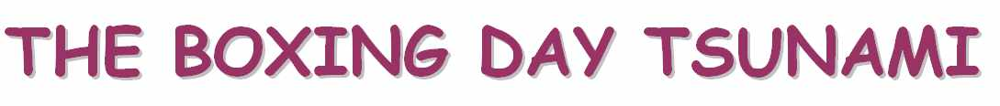 THE BOXING DAY TSUNAMI